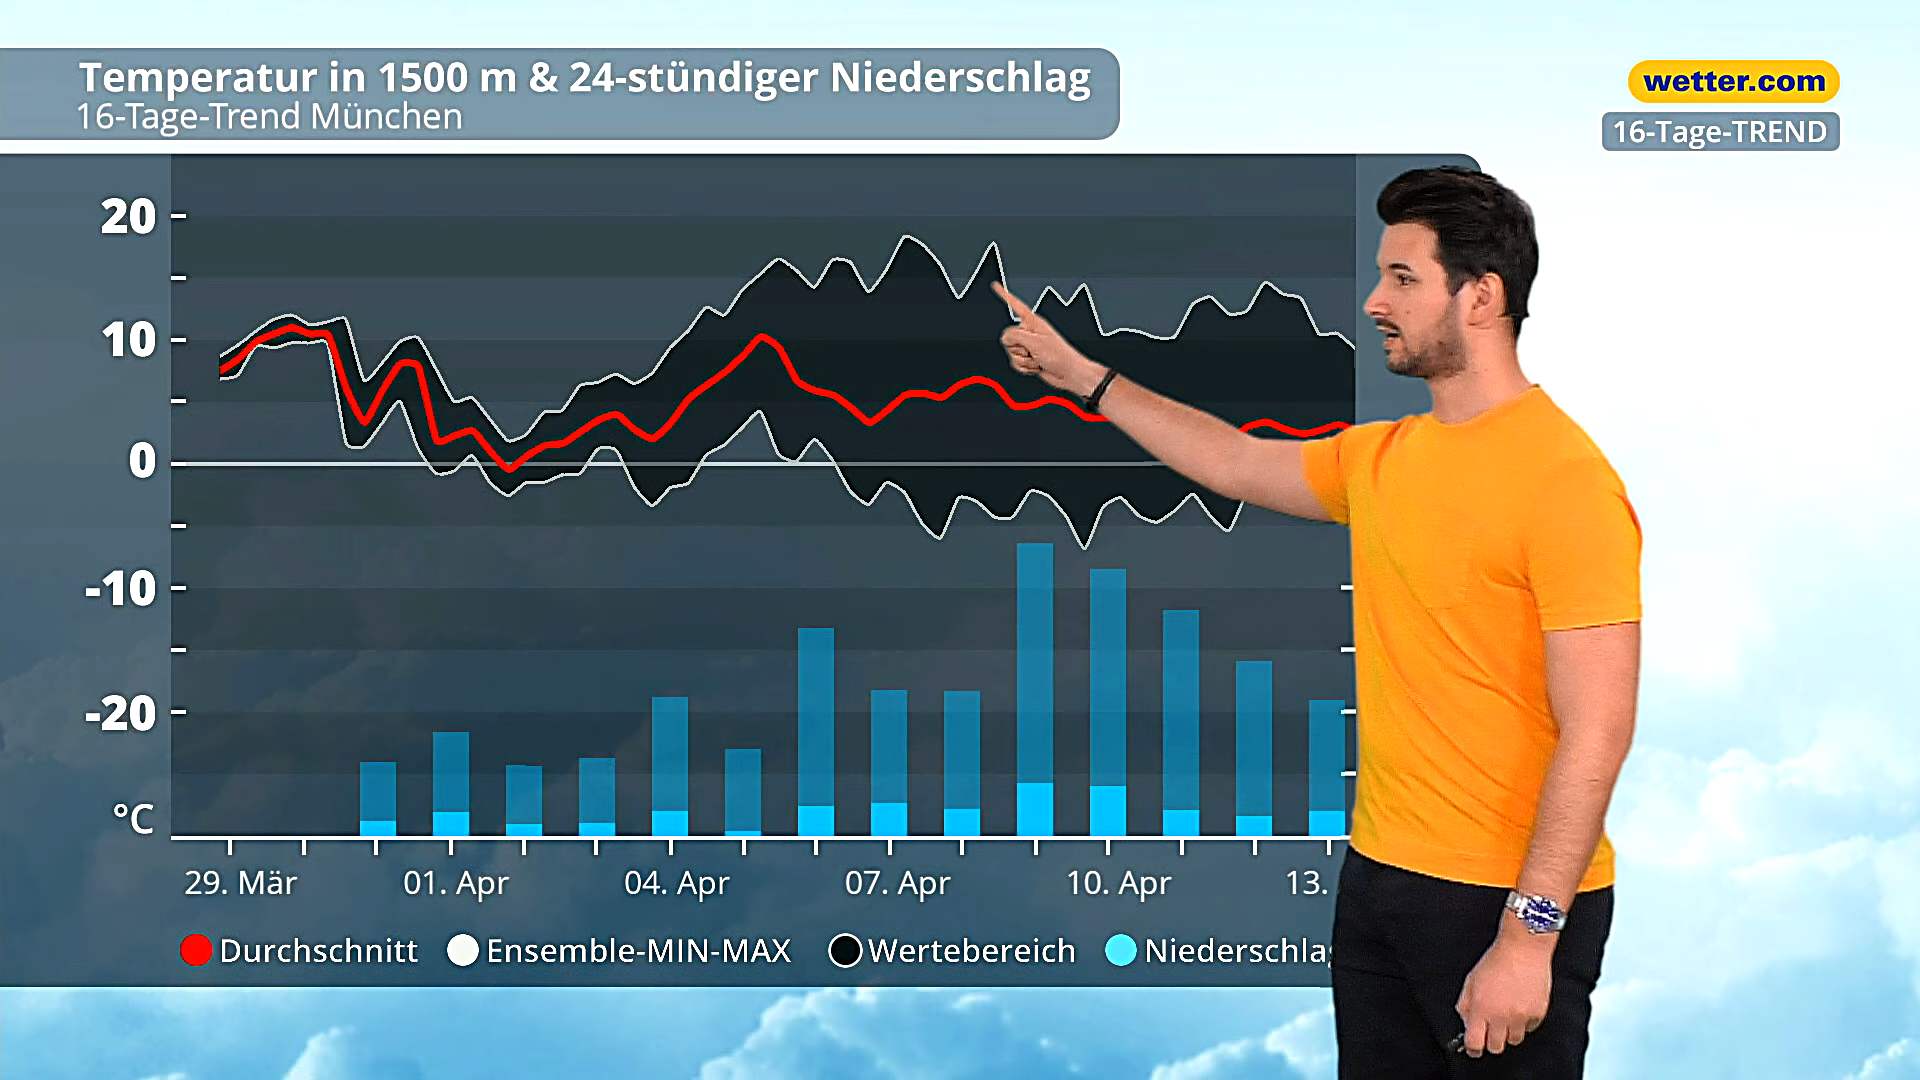 Temperatur in 1500 m & 24-stündiger Niederschlag
16-Tage-Trend München
wetter.com
16-Tage-TREND
20
10
0
-10
-20
°C
29. Mär 01. Apr 04. Apr 07. Apr 10. Apr 13.
Durchschnitt Ensemble-MIN-MAX Wertebereich Niederschla